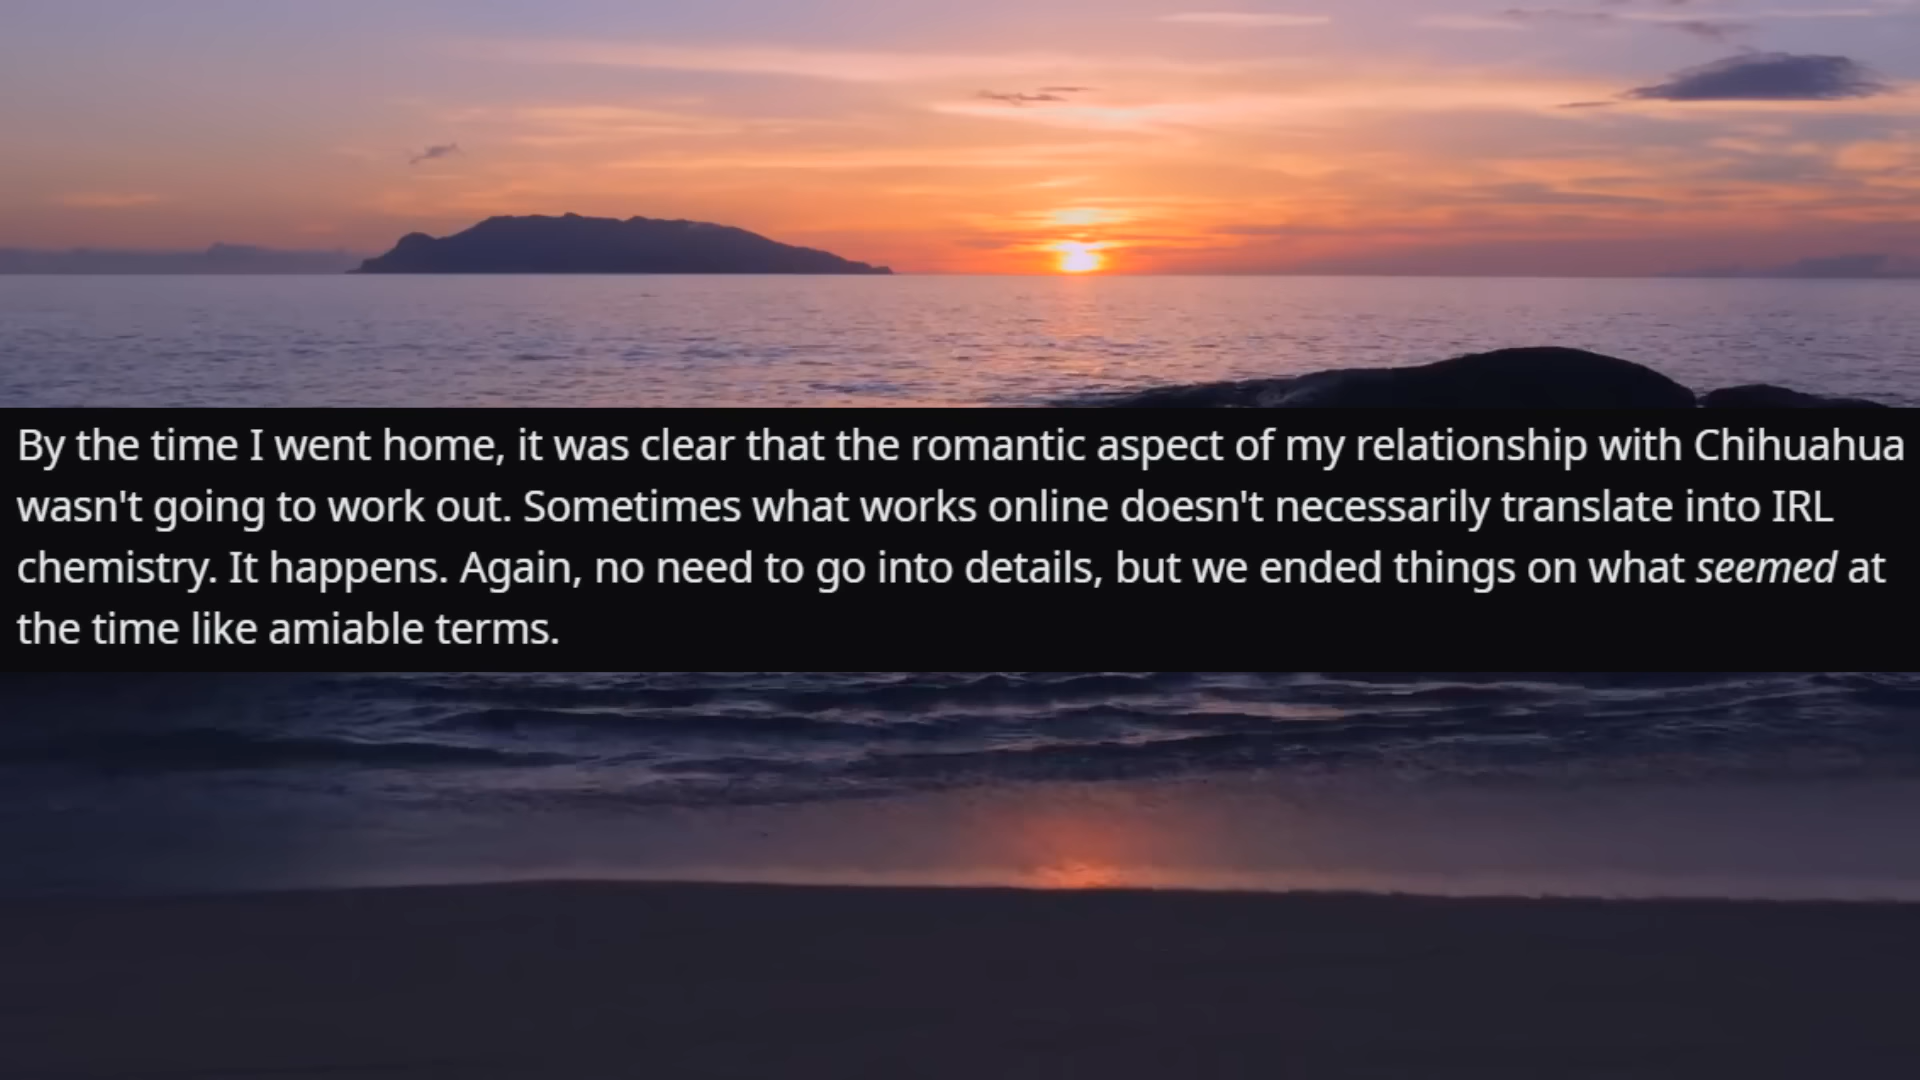 By the time I went home, it was clear that the romantic aspect of my relationship with Chihuahua
wasn't going to work out. Sometimes what works online doesn't necessarily translate into IRL
chemistry. It happens. Again, no need to go into details, but we ended things on what seemed at
the time like amiable terms.